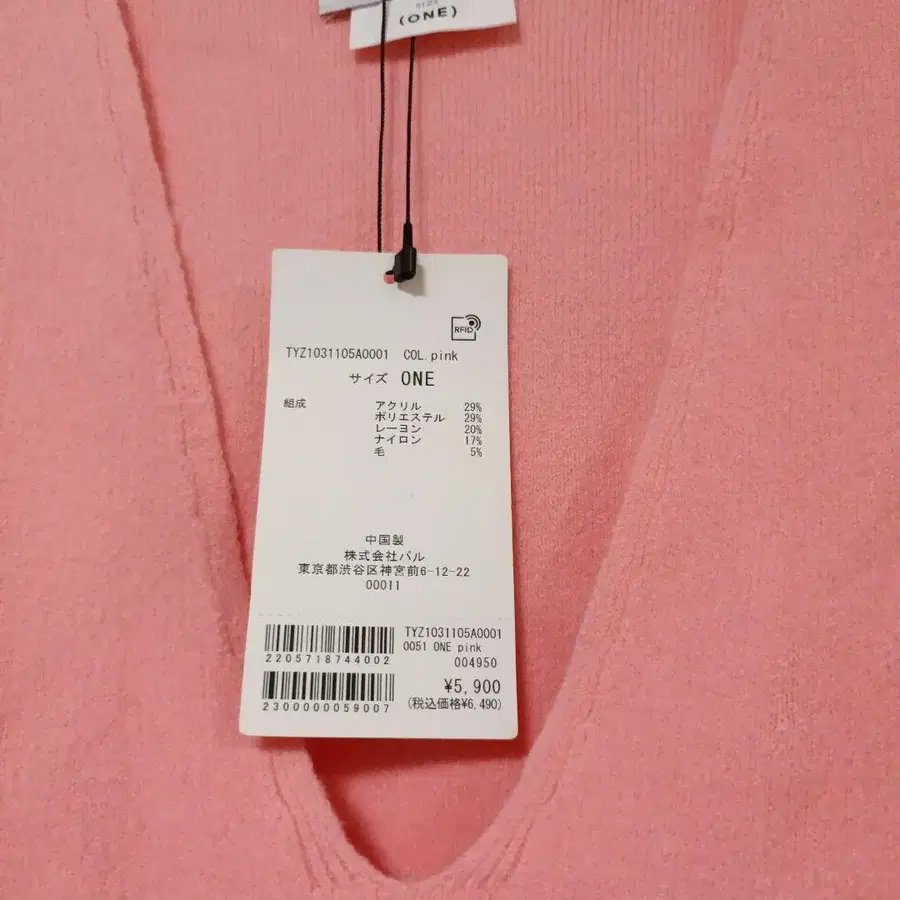 SIZE
(ONE)
RFID
TYZ1031105A0001 COL.pink
サイズ ONE
組成 アクリル 29%
ポリエステル 29%
レーヨン 20%
ナイロン 17%
毛 5%
中国製
株式会社パル
東京都渋谷区神宮前6-12-22
00011
TYZ1031105A0001
0051 ONE pink
2205718744002
004950
¥5,900
2300000059007
(税込価格¥6,490)